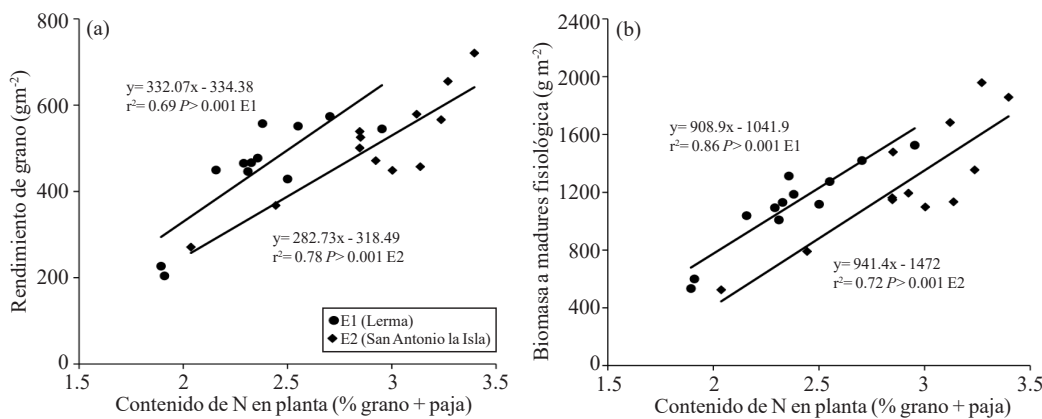 (a)
Rendimiento de grano (gm-2)
800
600
400
200
0
y= 332.07x - 334.38
r2= 0.69 P> 0.001 E1
y= 282.73x - 318.49
r2= 0.78 P> 0.001 E2
E1 (Lerma)
E2 (San Antonio la Isla)
1.5 2 2.5 3 3.5
Contenido de N en planta (% grano + paja)
(b)
Biomasa a madures fisiológica (g m-2)
2400
2000
1600
1200
800
400
0
y= 908.9x - 1041.9
r2= 0.86 P> 0.001 E1
y= 941.4x - 1472
r2= 0.72 P> 0.001 E2
1.5 2 2.5 3 3.5
Contenido de N en planta (% grano + paja)